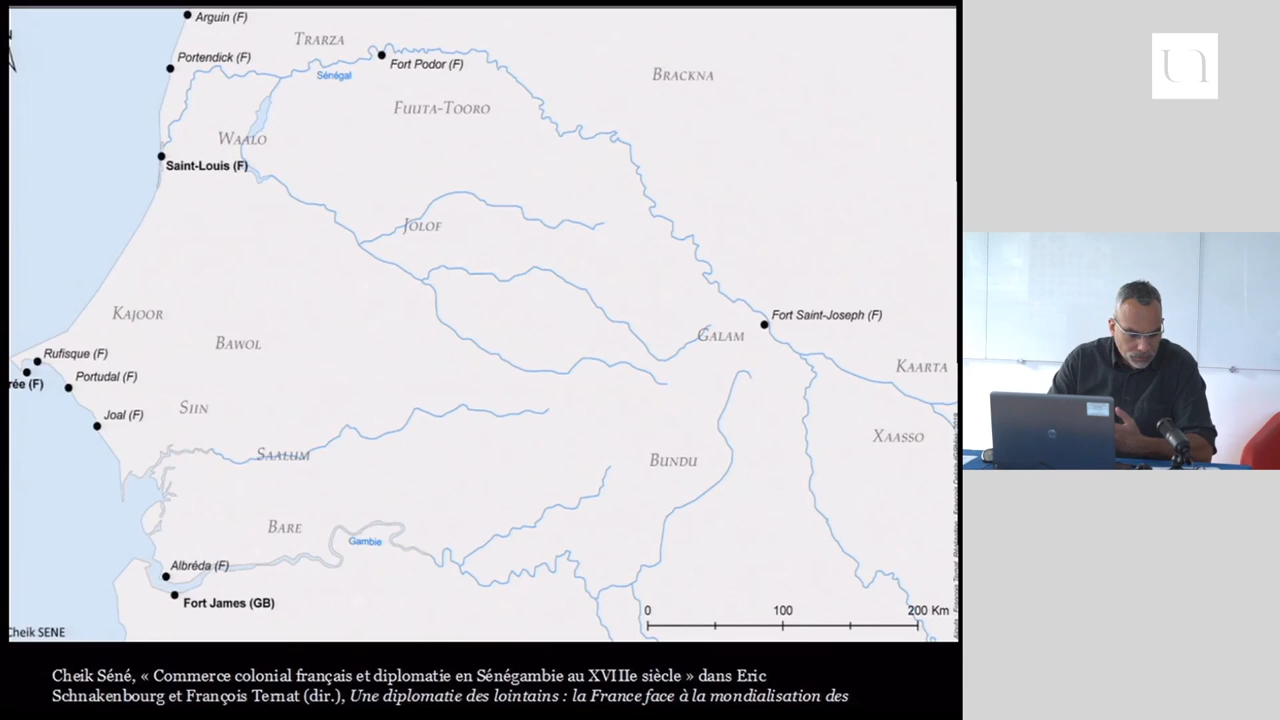 Arguin (F)
TRARZA
Portendick (F)
Fort Podor (F)
Sénégal
BRACKNA
FUUTA-TOORO
WAALO
Saint-Louis (F)
JOLOF
KAJOOR
BAWOL
Fort Saint-Joseph (F)
GALAM
Rufisque (F)
rée (F)
Portudal (F)
KAARTA
Joal (F)
SIIN
XAASSO
SAALUM
BUNDU
BARE
Gambie
Albréda (F)
Fort James (GB)
0 100 200 Km
Cheik SENE
Cheik Séné, « Commerce colonial français et diplomatie en Sénégambie au XVIIIe siècle » dans Eric
Schnakenbourg et François Ternat (dir.), Une diplomatie des lointains : la France face à la mondialisation des